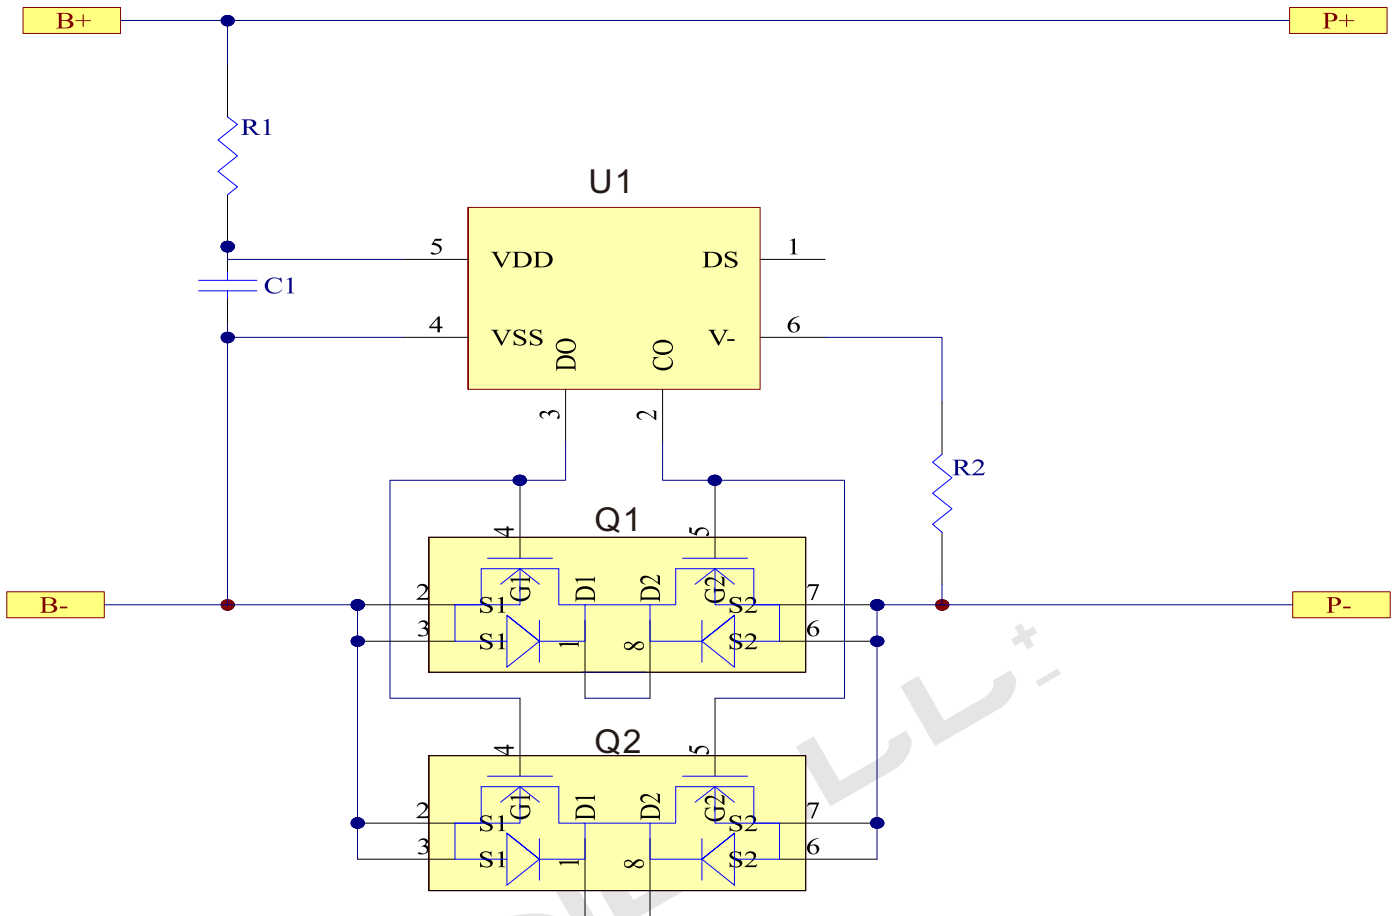 B+ P+
R1
U1
5 VDD DS 1
C1
4 VSS V- 6
DO CO
3 2
R2
Q1
4 5
G1 D1 D2 G2
B- 2 S1 S2 7 P-
3 S1 1 8 S2 6
Q2
4 5
G1 D1 D2 G2
2 S1 S2 7
3 S1 1 8 S2 6